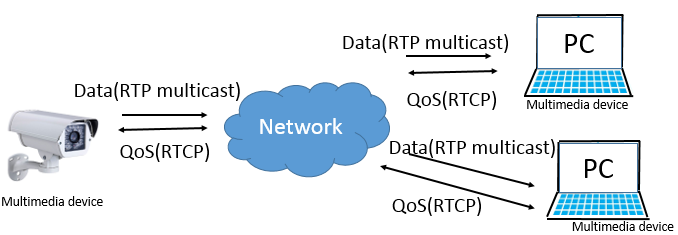 Data(RTP multicast)
QoS(RTCP)
Multimedia device
Network
Data(RTP multicast)
QoS(RTCP)
PC
Multimedia device
Data(RTP multicast)
QoS(RTCP)
PC
Multimedia device